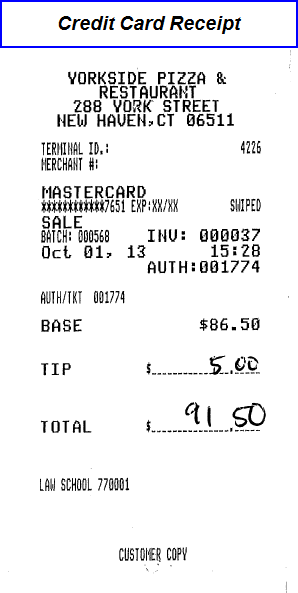 Credit Card Receipt
YORKSIDE PIZZA &
RESTAURANT
288 YORK STREET
NEW HAVEN,CT 06511
TERMINAL ID.: 4226
MERCHANT #:
MASTERCARD
************7651 EXP:XX/XX SWIPED
SALE
BATCH: 000568 INV: 000037
Oct 01, 13 15:28
AUTH:001774
AUTH/TKT 001774
BASE $86.50
TIP $ 5.00
TOTAL $ 91.50
LAW SCHOOL 770001
CUSTOMER COPY